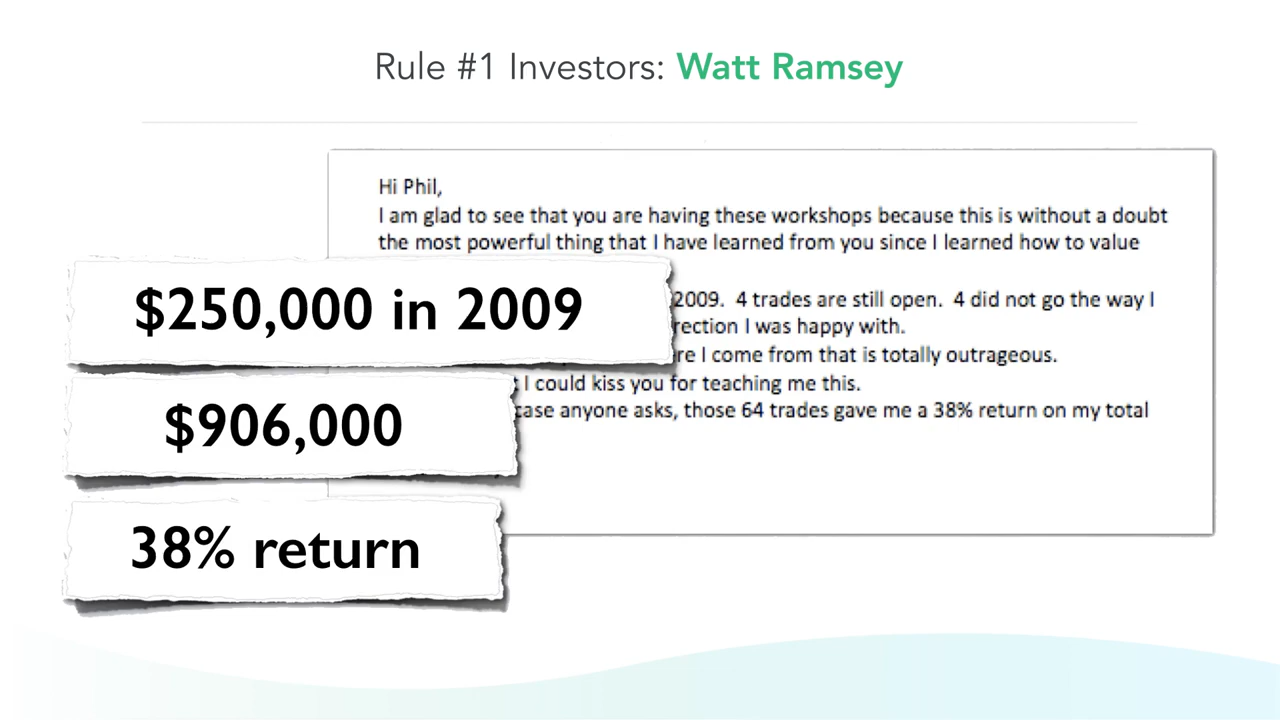 Rule #1 Investors: Watt Ramsey
Hi Phil,
I am glad to see that you are having these workshops because this is without a doubt
the most powerful thing that I have learned from you since I learned how to value
$250,000 in 2009
2009. 4 trades are still open. 4 did not go the way I
I was happy with.
I come from that is totally outrageous.
$906,000
I could kiss you for teaching me this.
case anyone asks, those 64 trades gave me a 38% return on my total
38% return